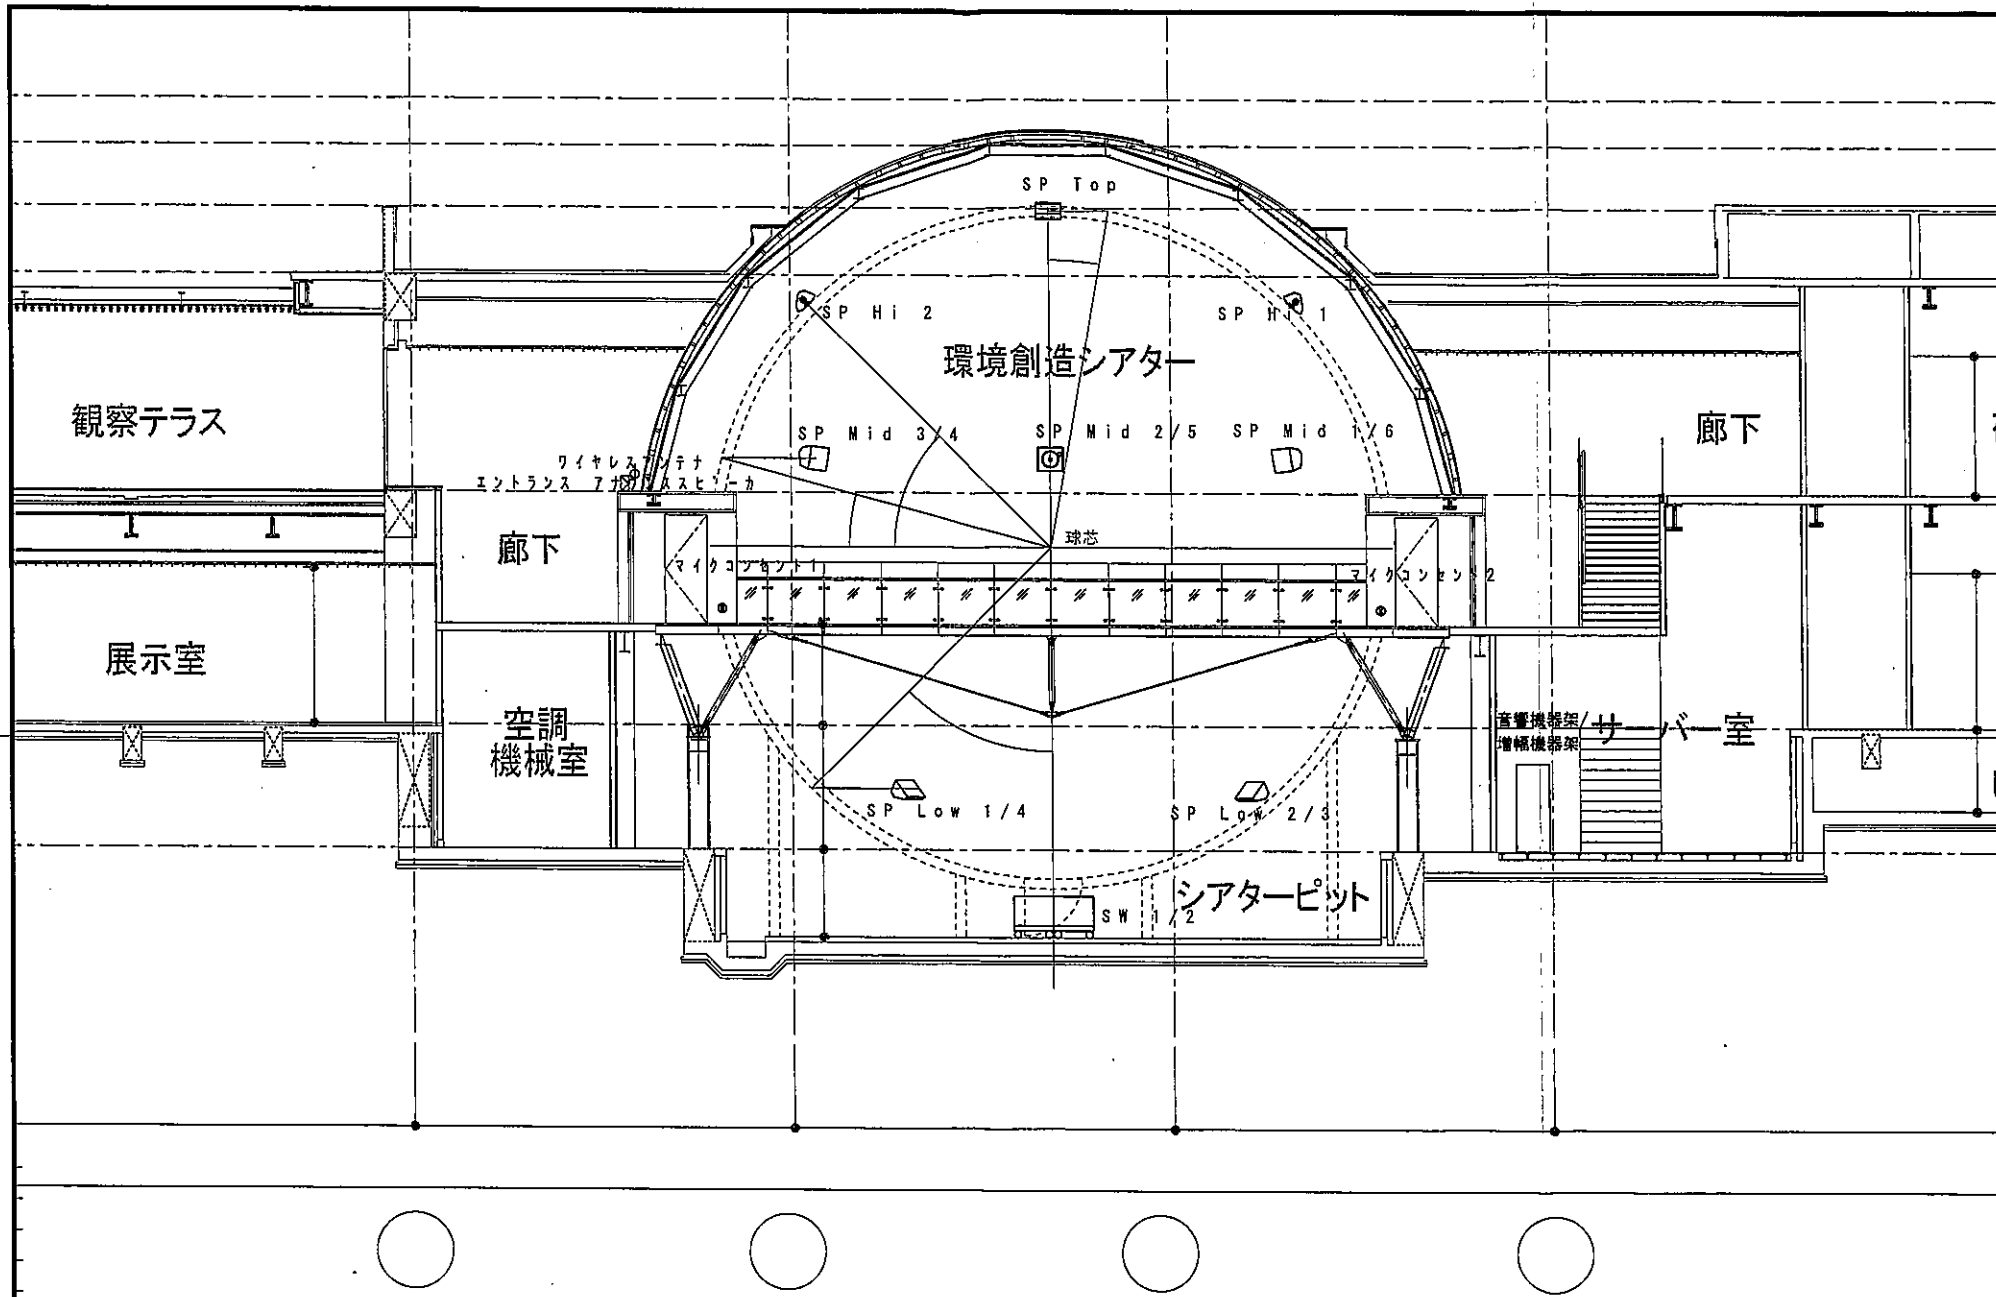 SP Top
SP Hi 2
SP Hi 1
環境創造シアター
観察テラス
廊下
SP Mid 3/4
SP Mid 2/5
SP Mid 1/6
ワイヤレスアンテナ
エントランス アナウンススピーカ
廊下
球芯
マイクコンセント1
マイクコンセント2
展示室
空調
機械室
音響機器架/
増幅機器架
サーバー室
SP Low 1/4
SP Low 2/3
シアターピット
SW 1/2